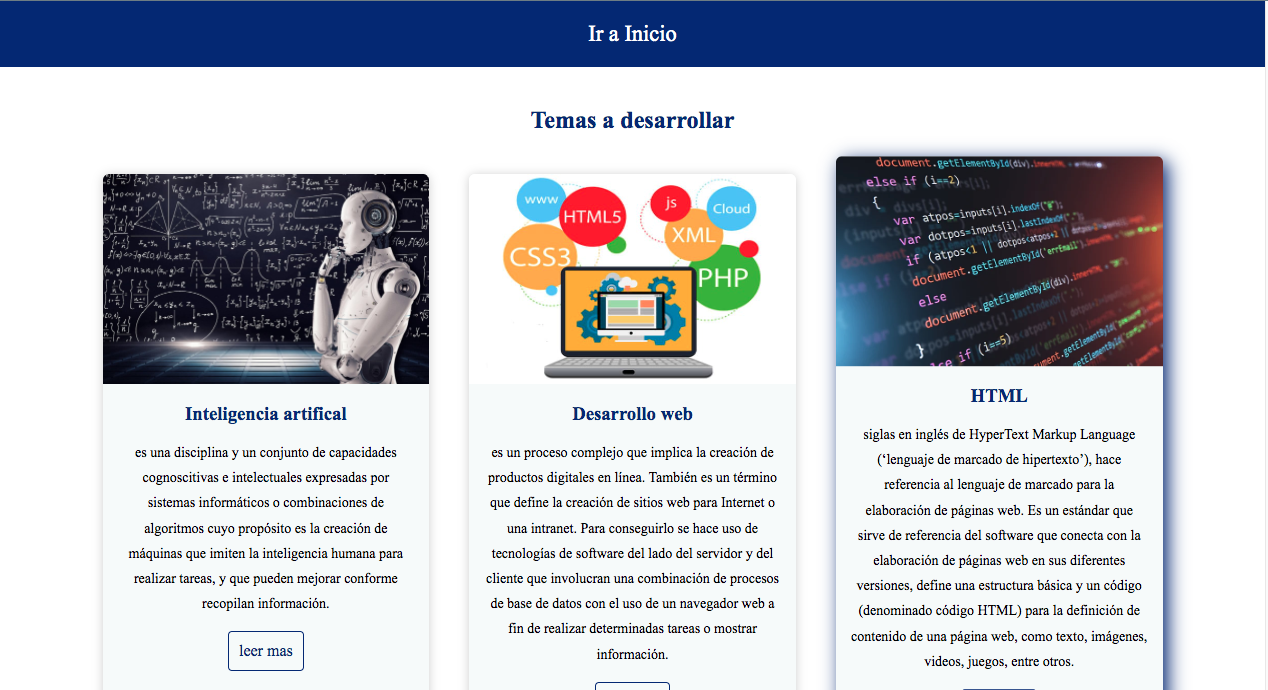 Ir a Inicio
Temas a desarrollar
www
HTML5
CSS3
js
Cloud
XML
PHP
document.getElementById(div).innerHTML
else if (i==2)
{
var atpos=inputs[i].indexOf("@");
var dotpos=inputs[i].lastIndexOf(".");
if (atpos<1 || dotpos<atpos+2 ||
document.getElementById('errEmail').innerHTML
else
document.getElementById(div).innerHTML
}
else if (i==5)
Inteligencia artifical
es una disciplina y un conjunto de capacidades
cognoscitivas e intelectuales expresadas por
sistemas informáticos o combinaciones de
algoritmos cuyo propósito es la creación de
máquinas que imiten la inteligencia humana para
realizar tareas, y que pueden mejorar conforme
recopilan información.
leer mas
Desarrollo web
es un proceso complejo que implica la creación de
productos digitales en línea. También es un término
que define la creación de sitios web para Internet o
una intranet. Para conseguirlo se hace uso de
tecnologías de software del lado del servidor y del
cliente que involucran una combinación de procesos
de base de datos con el uso de un navegador web a
fin de realizar determinadas tareas o mostrar
información.
HTML
siglas en inglés de HyperText Markup Language
(‘lenguaje de marcado de hipertexto’), hace
referencia al lenguaje de marcado para la
elaboración de páginas web. Es un estándar que
sirve de referencia del software que conecta con la
elaboración de páginas web en sus diferentes
versiones, define una estructura básica y un código
(denominado código HTML) para la definición de
contenido de una página web, como texto, imágenes,
videos, juegos, entre otros.